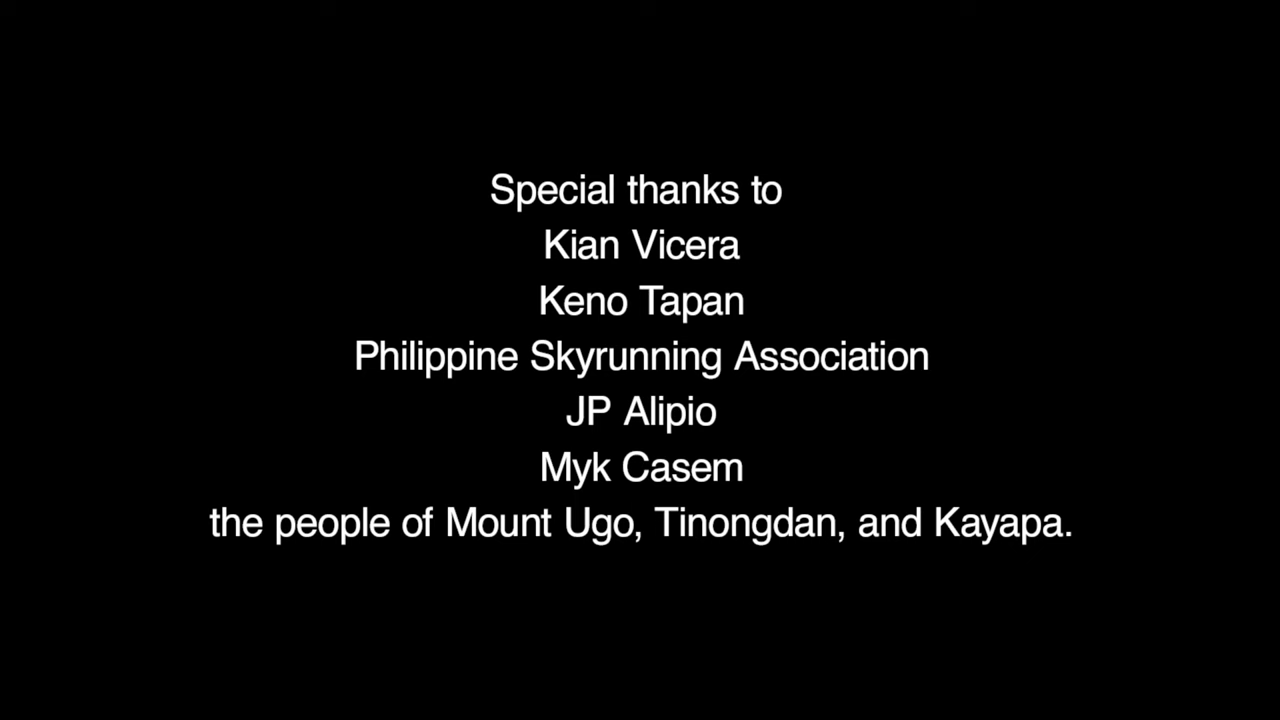 Special thanks to
Kian Vicera
Keno Tapan
Philippine Skyrunning Association
JP Alipio
Myk Casem
the people of Mount Ugo, Tinongdan, and Kayapa.